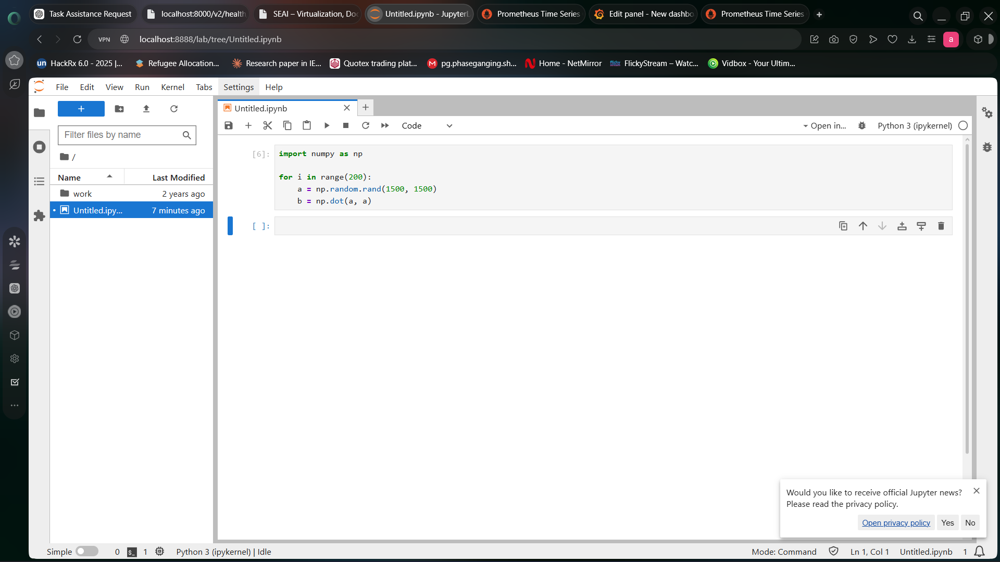 Task Assistance Request
localhost:8000/v2/health
SEAI – Virtualization, Doc
Untitled.ipynb - JupyterL
Prometheus Time Series
Edit panel - New dashbo
Prometheus Time Series
VPN
localhost:8888/lab/tree/Untitled.ipynb
a
un HackRx 6.0 - 2025 |...
Refugee Allocation...
Research paper in IE...
Quotex trading plat...
M pg.phaseganging.sh...
Home - NetMirror
FlickyStream – Watc...
Vidbox - Your Ultim...
File Edit View Run Kernel Tabs Settings Help
Untitled.ipynb
Filter files by name
Code
Open in...
Python 3 (ipykernel)
/
Name Last Modified
work 2 years ago
Untitled.ipy... 7 minutes ago
[6]: import numpy as np
for i in range(200):
a = np.random.rand(1500, 1500)
b = np.dot(a, a)
[ ]:
Would you like to receive official Jupyter news?
Please read the privacy policy.
Open privacy policy Yes No
Simple 0 $_ 1 Python 3 (ipykernel) | Idle
Mode: Command Ln 1, Col 1 Untitled.ipynb 1